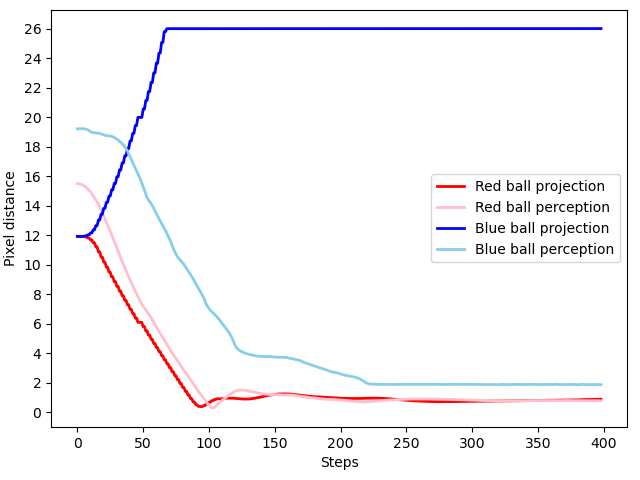 26
24
22
20
18
16
14
12
10
8
6
4
2
0
Pixel distance
Red ball projection
Red ball perception
Blue ball projection
Blue ball perception
0 50 100 150 200 250 300 350 400
Steps